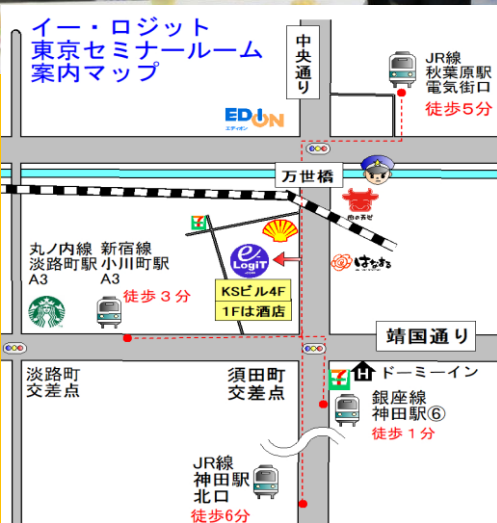 イー・ロジット
東京セミナールーム
案内マップ
中央通り
JR線
秋葉原駅
電気街口
徒歩5分
EDION
エディオン
万世橋
肉の万世
丸ノ内線
淡路町駅
A3
新宿線
小川町駅
A3
徒歩３分
7
e-LogiT
.com
はなまる
KSビル4F
1Fは酒店
靖国通り
淡路町
交差点
須田町
交差点
7
H
ドーミーイン
銀座線
神田駅⑥
徒歩１分
JR線
神田駅
北口
徒歩6分